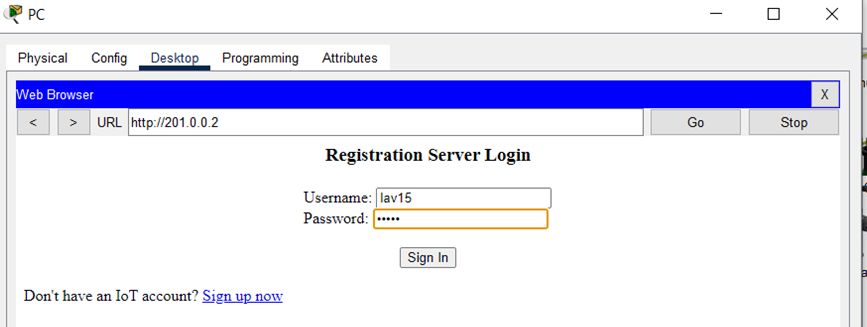 PC
Physical Config Desktop Programming Attributes
Web Browser X
< > URL http://201.0.0.2 Go Stop
Registration Server Login
Username: lav15
Password: •••••
Sign In
Don't have an IoT account? Sign up now